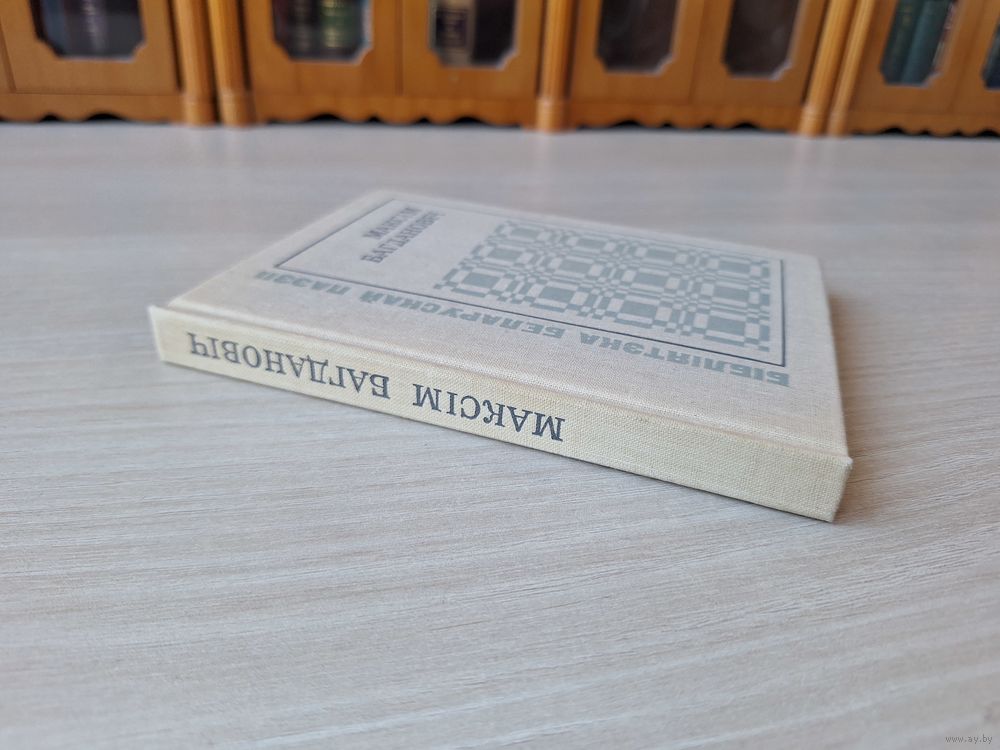 МАКСІМ БАГДАНОВІЧ
МАКСІМ
БАГДАНОВІЧ
БІБЛІЯТЭКА БЕЛАРУСКАЙ ПАЭЗІІ
www.ay.by